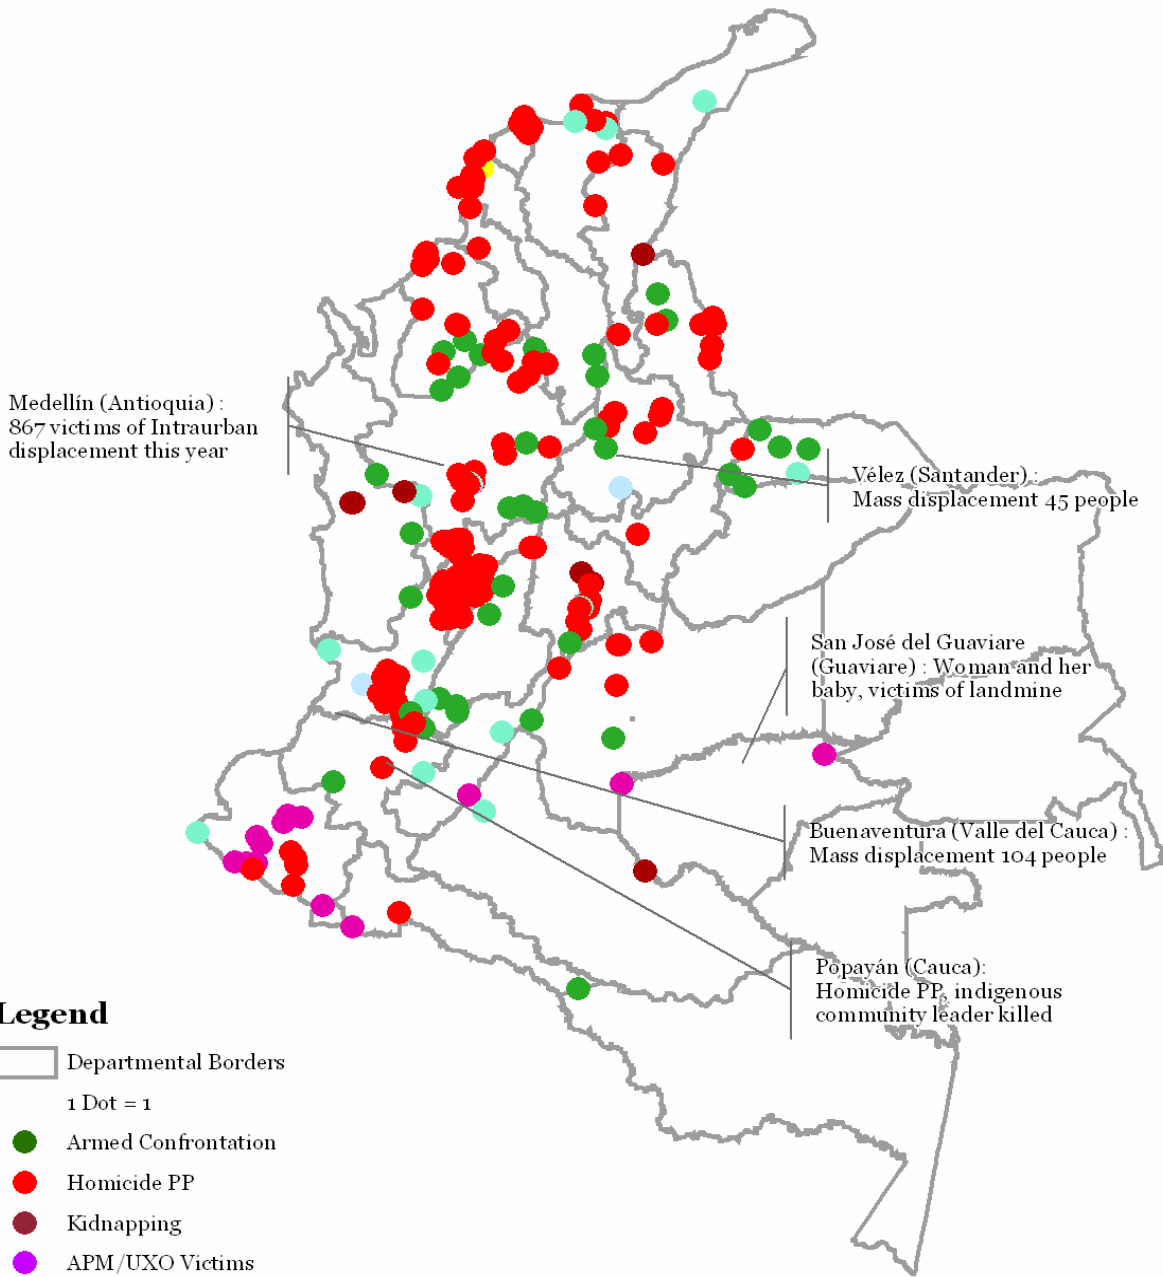 Medellín (Antioquia) :
867 victims of Intraurban
displacement this year
Vélez (Santander) :
Mass displacement 45 people
San José del Guaviare
(Guaviare) : Woman and her
baby, victims of landmine
Buenaventura (Valle del Cauca) :
Mass displacement 104 people
Popayán (Cauca):
Homicide PP, indigenous
community leader killed
Legend
Departmental Borders
1 Dot = 1
Armed Confrontation
Homicide PP
Kidnapping
APM/UXO Victims